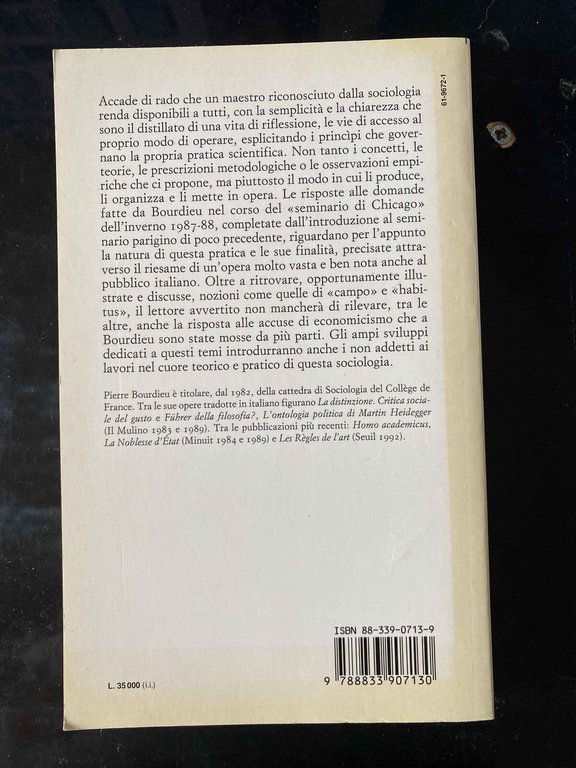 61-9672-1
Accade di rado che un maestro riconosciuto dalla sociologia
renda disponibili a tutti, con la semplicità e la chiarezza che
sono il distillato di una vita di riflessione, le vie di accesso al
proprio modo di operare, esplicitando i princìpi che gover-
nano la propria pratica scientifica. Non tanto i concetti, le
teorie, le prescrizioni metodologiche o le osservazioni empi-
riche che ci propone, ma piuttosto il modo in cui li produce,
li organizza e li mette in opera. Le risposte alle domande
fatte da Bourdieu nel corso del «seminario di Chicago»
dell'inverno 1987-88, completate dall'introduzione al semi-
nario parigino di poco precedente, riguardano per l'appunto
la natura di questa pratica e le sue finalità, precisate attra-
verso il riesame di un'opera molto vasta e ben nota anche al
pubblico italiano. Oltre a ritrovare, opportunamente illu-
strate e discusse, nozioni come quelle di «campo» e «habi-
tus», il lettore avvertito non mancherà di rilevare, tra le
altre, anche la risposta alle accuse di economicismo che a
Bourdieu sono state mosse da più parti. Gli ampi sviluppi
dedicati a questi temi introdurranno anche i non addetti ai
lavori nel cuore teorico e pratico di questa sociologia.
Pierre Bourdieu è titolare, dal 1982, della cattedra di Sociologia del Collège de
France. Tra le sue opere tradotte in italiano figurano La distinzione. Critica socia-
le del gusto e Führer della filosofia?, L'ontologia politica di Martin Heidegger
(Il Mulino 1983 e 1989). Tra le pubblicazioni più recenti: Homo academicus,
La Noblesse d'État (Minuit 1984 e 1989) e Les Règles de l'art (Seuil 1992).
ISBN 88-339-0713-9
9 788833 907130
L. 35 000 (i.i.)